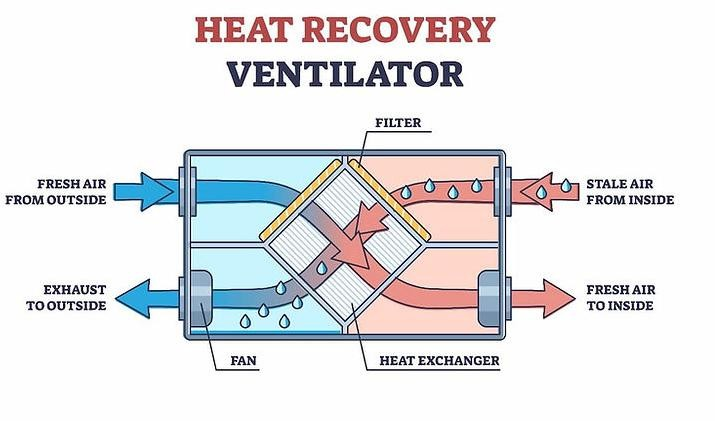 HEAT RECOVERY
VENTILATOR
FILTER
FRESH AIR
FROM OUTSIDE
STALE AIR
FROM INSIDE
EXHAUST
TO OUTSIDE
FRESH AIR
TO INSIDE
FAN
HEAT EXCHANGER